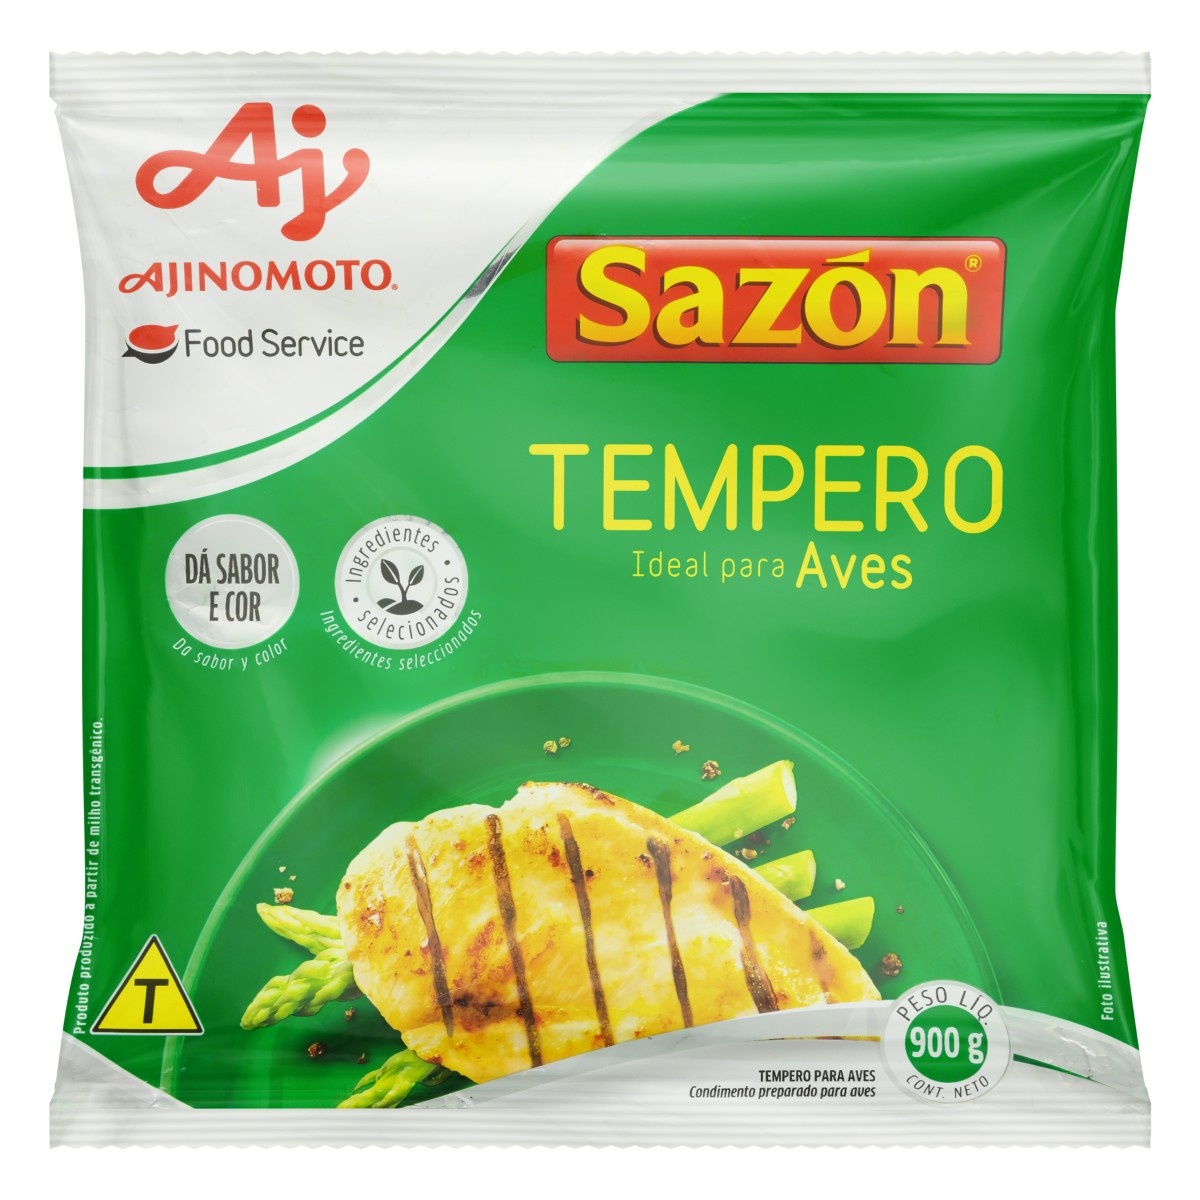 Aj
AJINOMOTO®
Food Service
Sazón®
TEMPERO
Ideal para Aves
DÁ SABOR
E COR
Da sabor y color
Ingredientes
selecionados
Ingredientes seleccionados
Produto produzido a partir de milho transgênico.
T
Foto ilustrativa
PESO LÍQ.
900 g
CONT. NETO
TEMPERO PARA AVES
Condimento preparado para aves